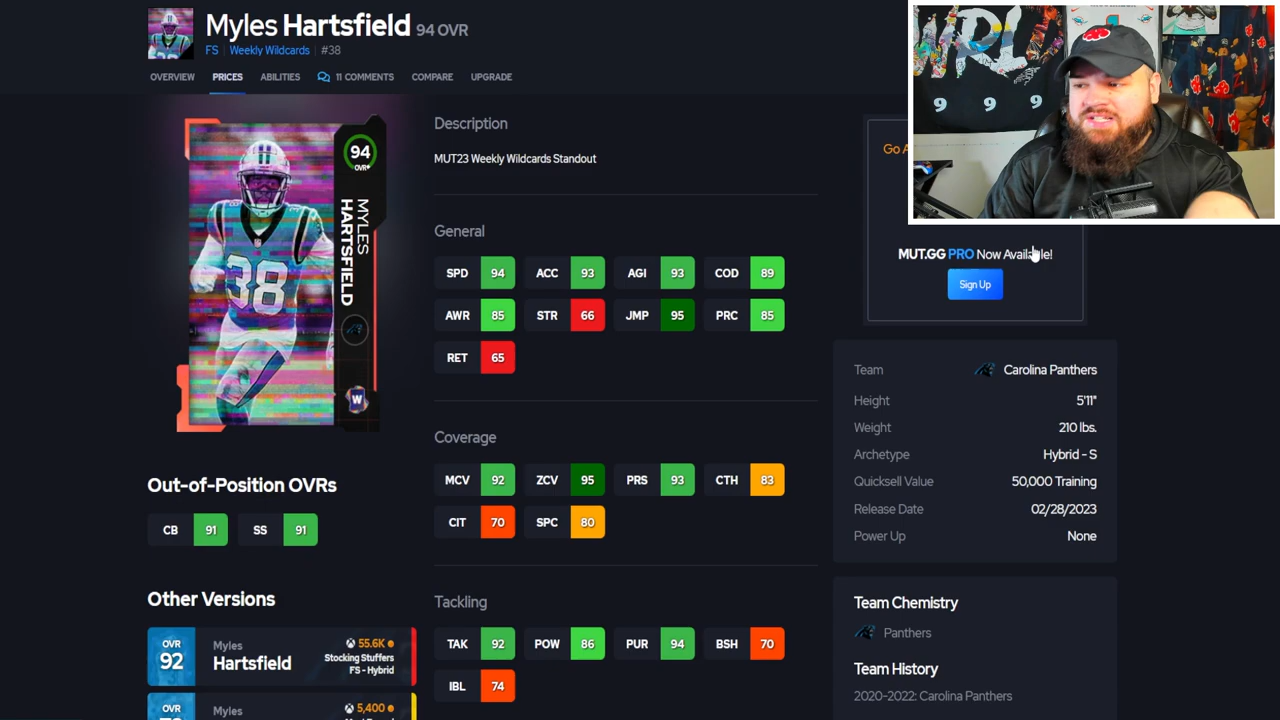 Myles Hartsfield 94 OVR
FS | Weekly Wildcards | #38
OVERVIEW PRICES ABILITIES 11 COMMENTS COMPARE UPGRADE
94
OVR
MYLES
HARTSFIELD
38
W
Out-of-Position OVRs
CB 91 SS 91
Other Versions
OVR
92
Myles
Hartsfield
55.6K
Stocking Stuffers
FS - Hybrid
OVR
Myles
5,400
Description
MUT23 Weekly Wildcards Standout
General
SPD 94 ACC 93 AGI 93 COD 89
AWR 85 STR 66 JMP 95 PRC 85
RET 65
Coverage
MCV 92 ZCV 95 PRS 93 CTH 83
CIT 70 SPC 80
Tackling
TAK 92 POW 86 PUR 94 BSH 70
IBL 74
9 9 9
Go A
MUT.GG PRO Now Available!
Sign Up
Team Carolina Panthers
Height 5'11"
Weight 210 lbs.
Archetype Hybrid - S
Quicksell Value 50,000 Training
Release Date 02/28/2023
Power Up None
Team Chemistry
Panthers
Team History
2020-2022: Carolina Panthers